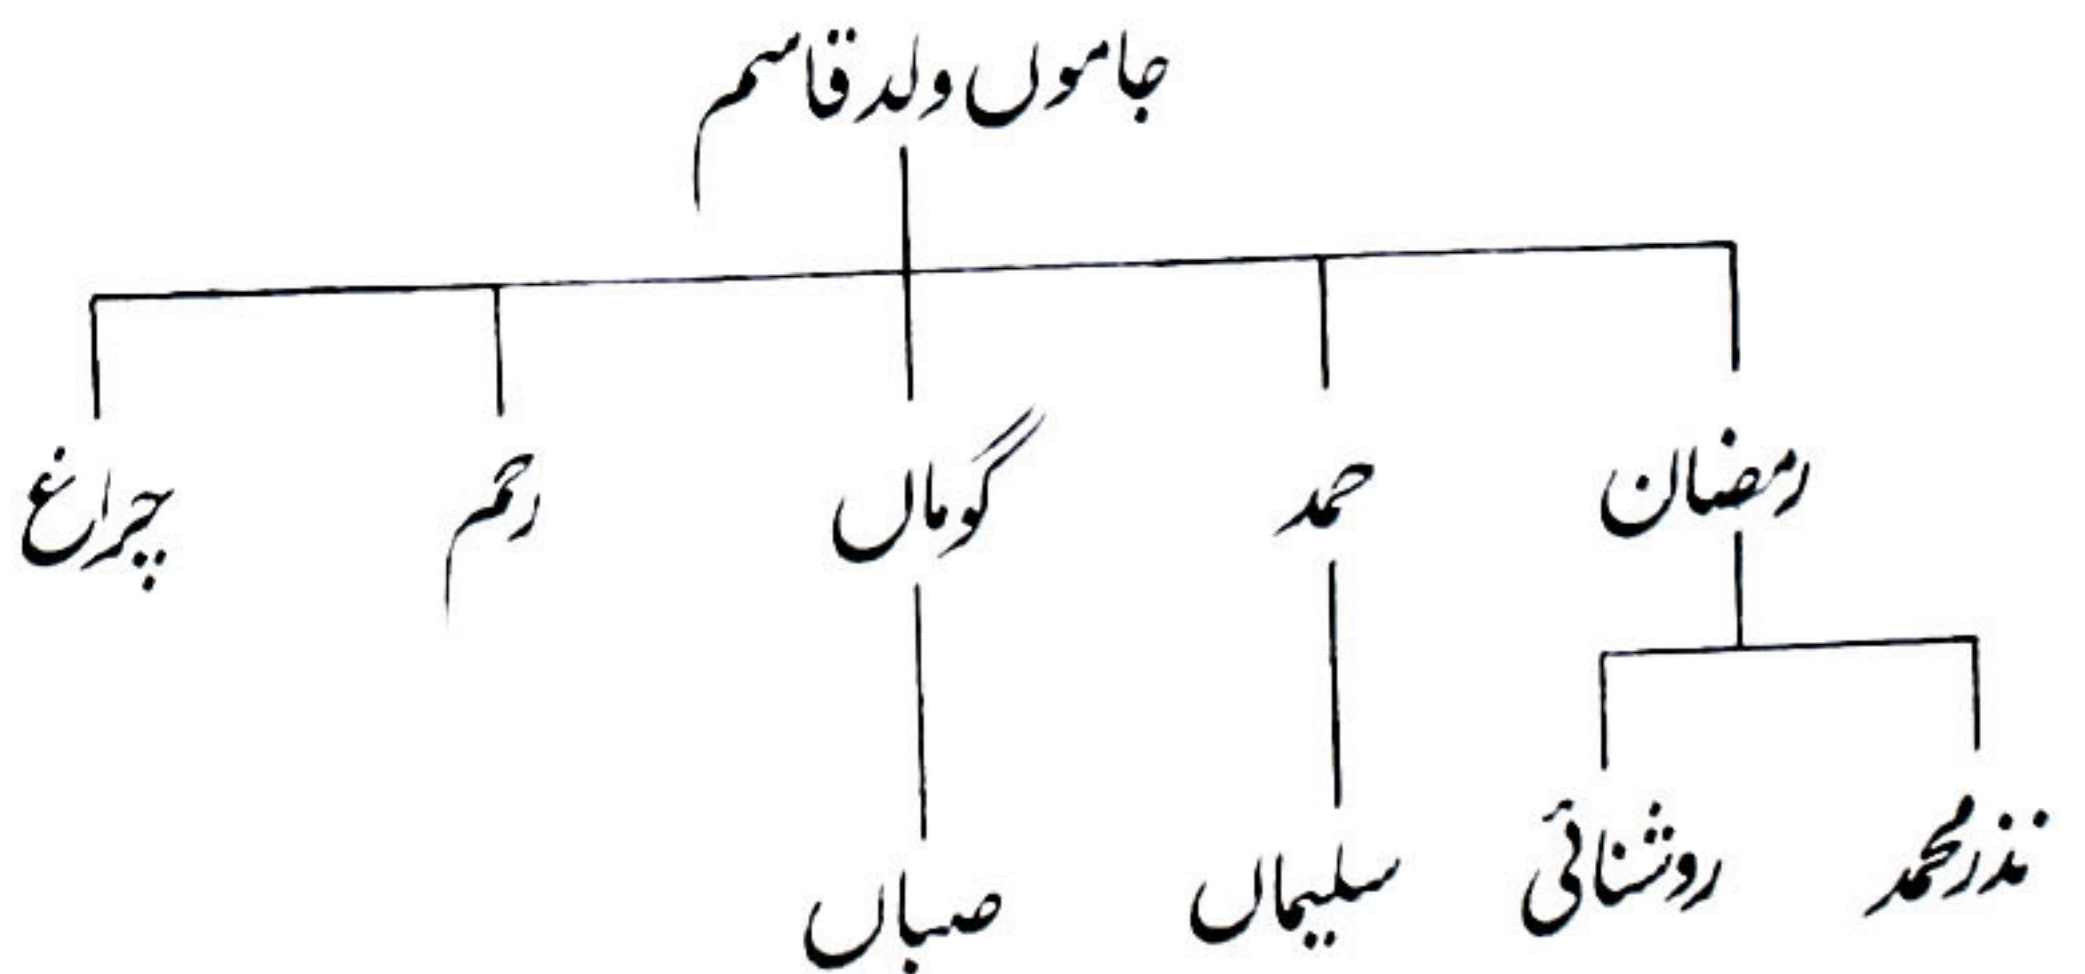 جاموں ولد قاسم
رمضان حمد گوماں رحم چراغ
نذر محمد روشنائی سلیماں صباں